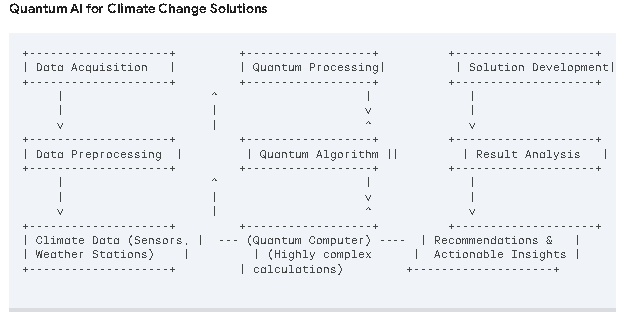 Quantum AI for Climate Change Solutions
+-------------------+ +-----------------+ +-------------------+
| Data Acquisition | | Quantum Processing| | Solution Development|
+-------------------+ +-----------------+ +-------------------+
| ^ | |
| | v |
v | ^ v
+-------------------+ +-----------------+ +-------------------+
| Data Preprocessing | | Quantum Algorithm || | Result Analysis |
+-------------------+ +-----------------+ +-------------------+
| ^ | |
| | v |
v | ^ v
+-------------------+ +-----------------+ +-------------------+
| Climate Data (Sensors, | --- (Quantum Computer) ---- | Recommendations & |
| Weather Stations) | | (Highly complex | Actionable Insights |
+-------------------+ | calculations) +-------------------+